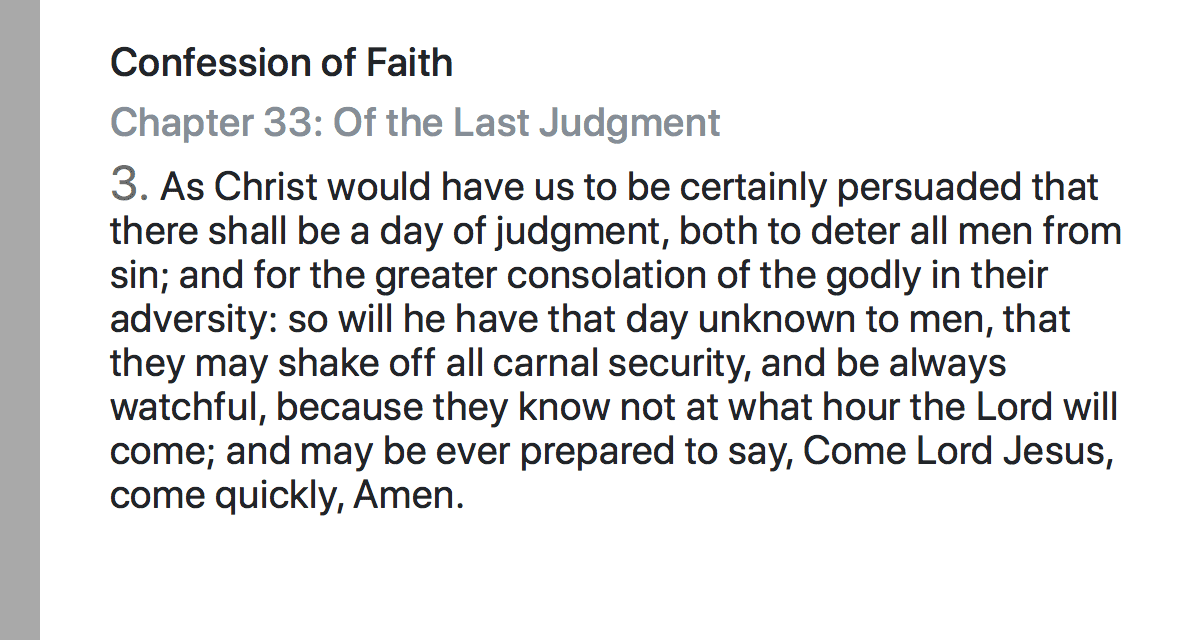 Confession of Faith
Chapter 33: Of the Last Judgment
3. As Christ would have us to be certainly persuaded that
there shall be a day of judgment, both to deter all men from
sin; and for the greater consolation of the godly in their
adversity: so will he have that day unknown to men, that
they may shake off all carnal security, and be always
watchful, because they know not at what hour the Lord will
come; and may be ever prepared to say, Come Lord Jesus,
come quickly, Amen.